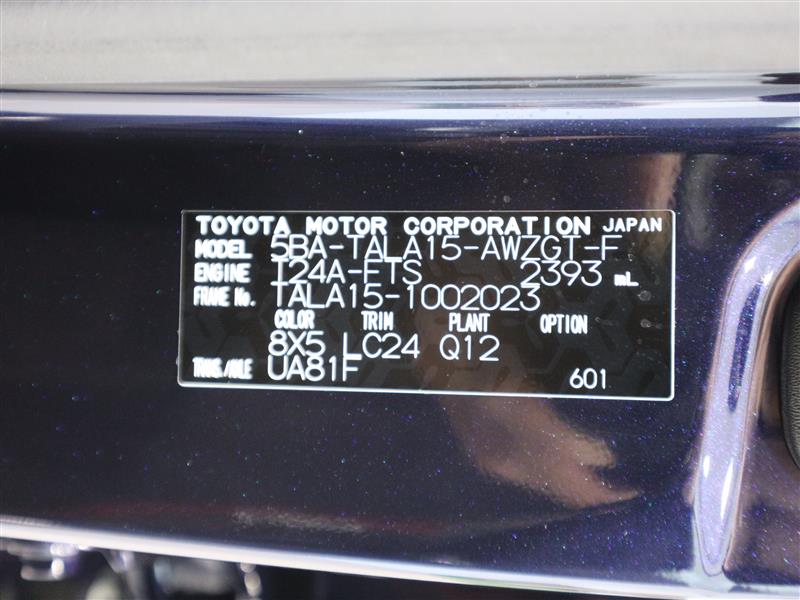 TOYOTA MOTOR CORPORATION JAPAN
MODEL 5BA-TALA15-AWZGT-F
ENGINE T24A-FTS 2393 mL
FRAME No. TALA15-1002023
COLOR TRIM PLANT OPTION
8X5 LC24 Q12
TRANS./AXLE UA81F
601